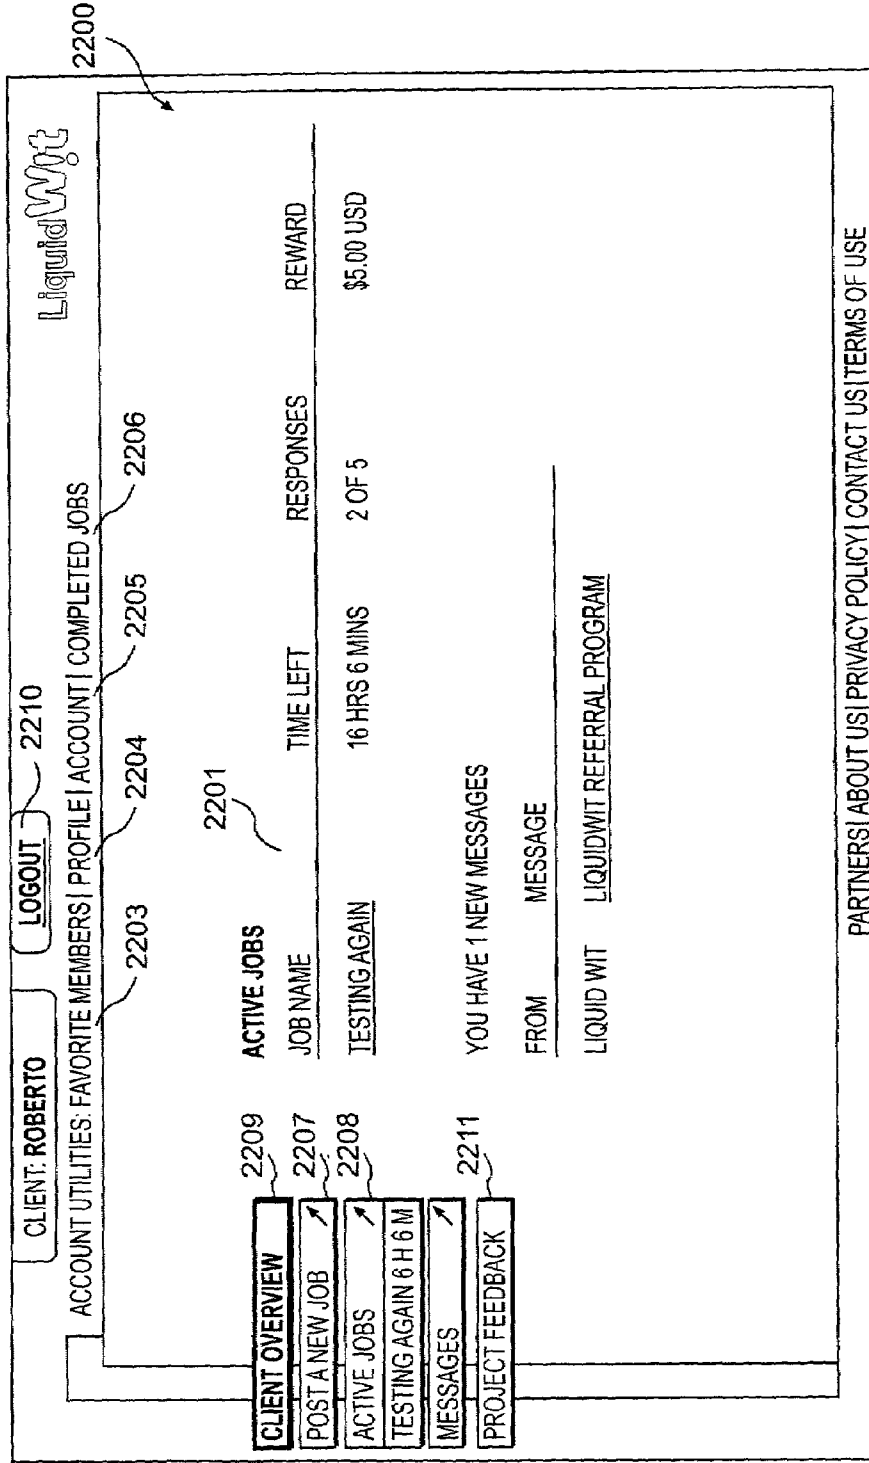 2200
CLIENT: ROBERTO
LOGOUT
2210
LiquidWit
ACCOUNT UTILITIES: FAVORITE MEMBERS | PROFILE | ACCOUNT | COMPLETED JOBS
2203
2204
2205
2206
2201
CLIENT OVERVIEW
2209
POST A NEW JOB
2207
ACTIVE JOBS
2208
TESTING AGAIN 6 H 6 M
MESSAGES
PROJECT FEEDBACK
2211
ACTIVE JOBS
JOB NAME TIME LEFT RESPONSES REWARD
TESTING AGAIN 16 HRS 6 MINS 2 OF 5 $5.00 USD
YOU HAVE 1 NEW MESSAGES
FROM MESSAGE
LIQUID WIT LIQUIDWIT REFERRAL PROGRAM
PARTNERS| ABOUT US| PRIVACY POLICY| CONTACT US|TERMS OF USE